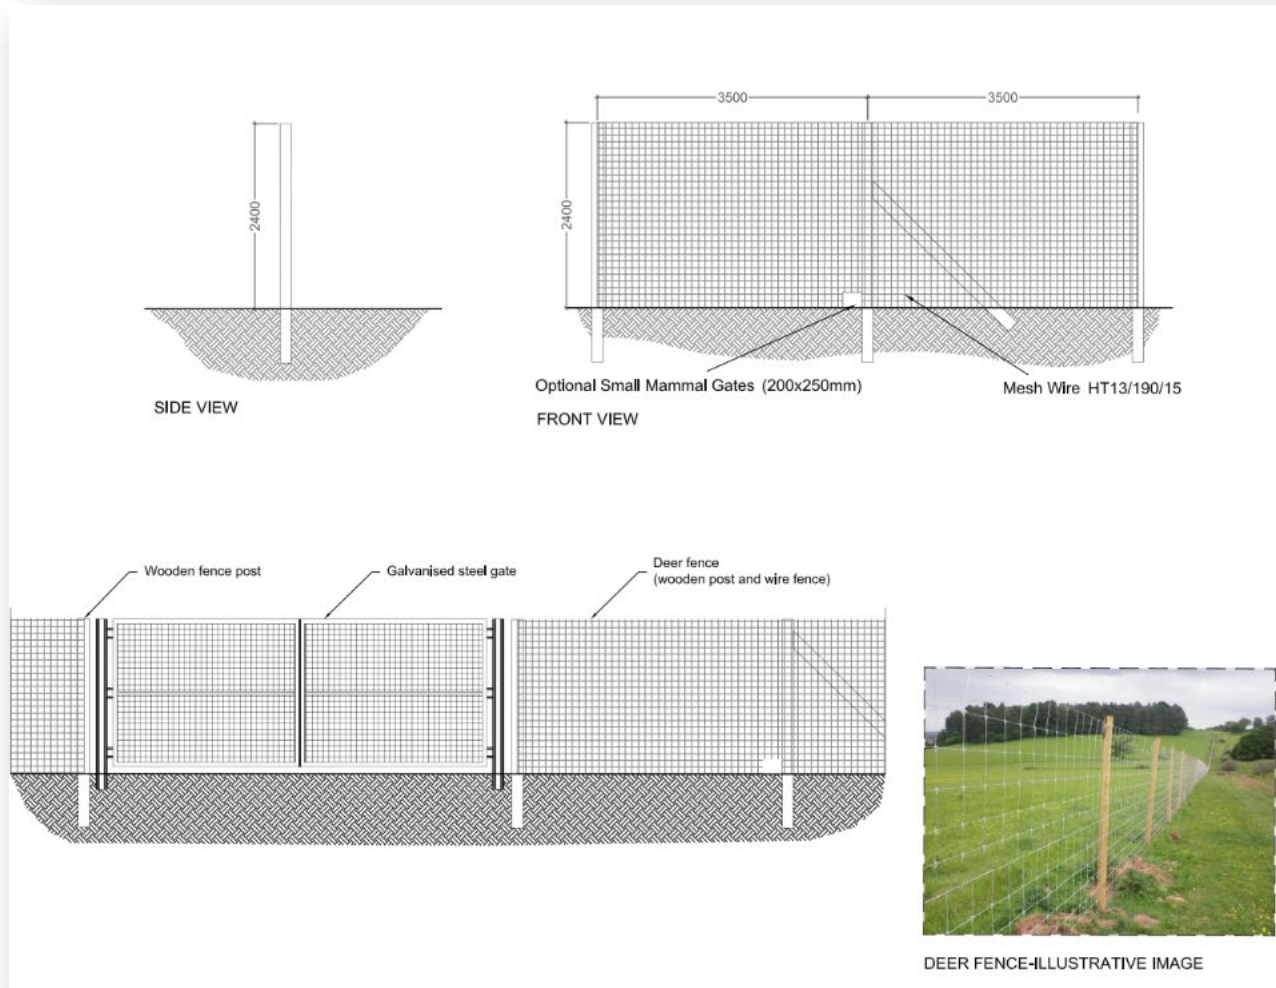 3500
3500
2400
2400
Optional Small Mammal Gates (200x250mm)
Mesh Wire HT13/190/15
SIDE VIEW
FRONT VIEW
Wooden fence post
Galvanised steel gate
Deer fence
(wooden post and wire fence)
DEER FENCE-ILLUSTRATIVE IMAGE